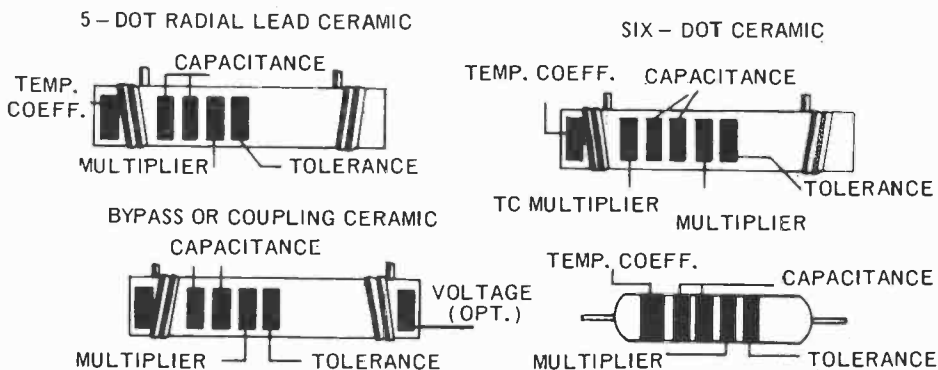 5 – DOT RADIAL LEAD CERAMIC
CAPACITANCE
TEMP.
COEFF.
MULTIPLIER
TOLERANCE
SIX – DOT CERAMIC
TEMP. COEFF.
CAPACITANCE
TC MULTIPLIER
MULTIPLIER
TOLERANCE
BYPASS OR COUPLING CERAMIC
CAPACITANCE
VOLTAGE
(OPT.)
MULTIPLIER
TOLERANCE
TEMP. COEFF.
CAPACITANCE
MULTIPLIER
TOLERANCE